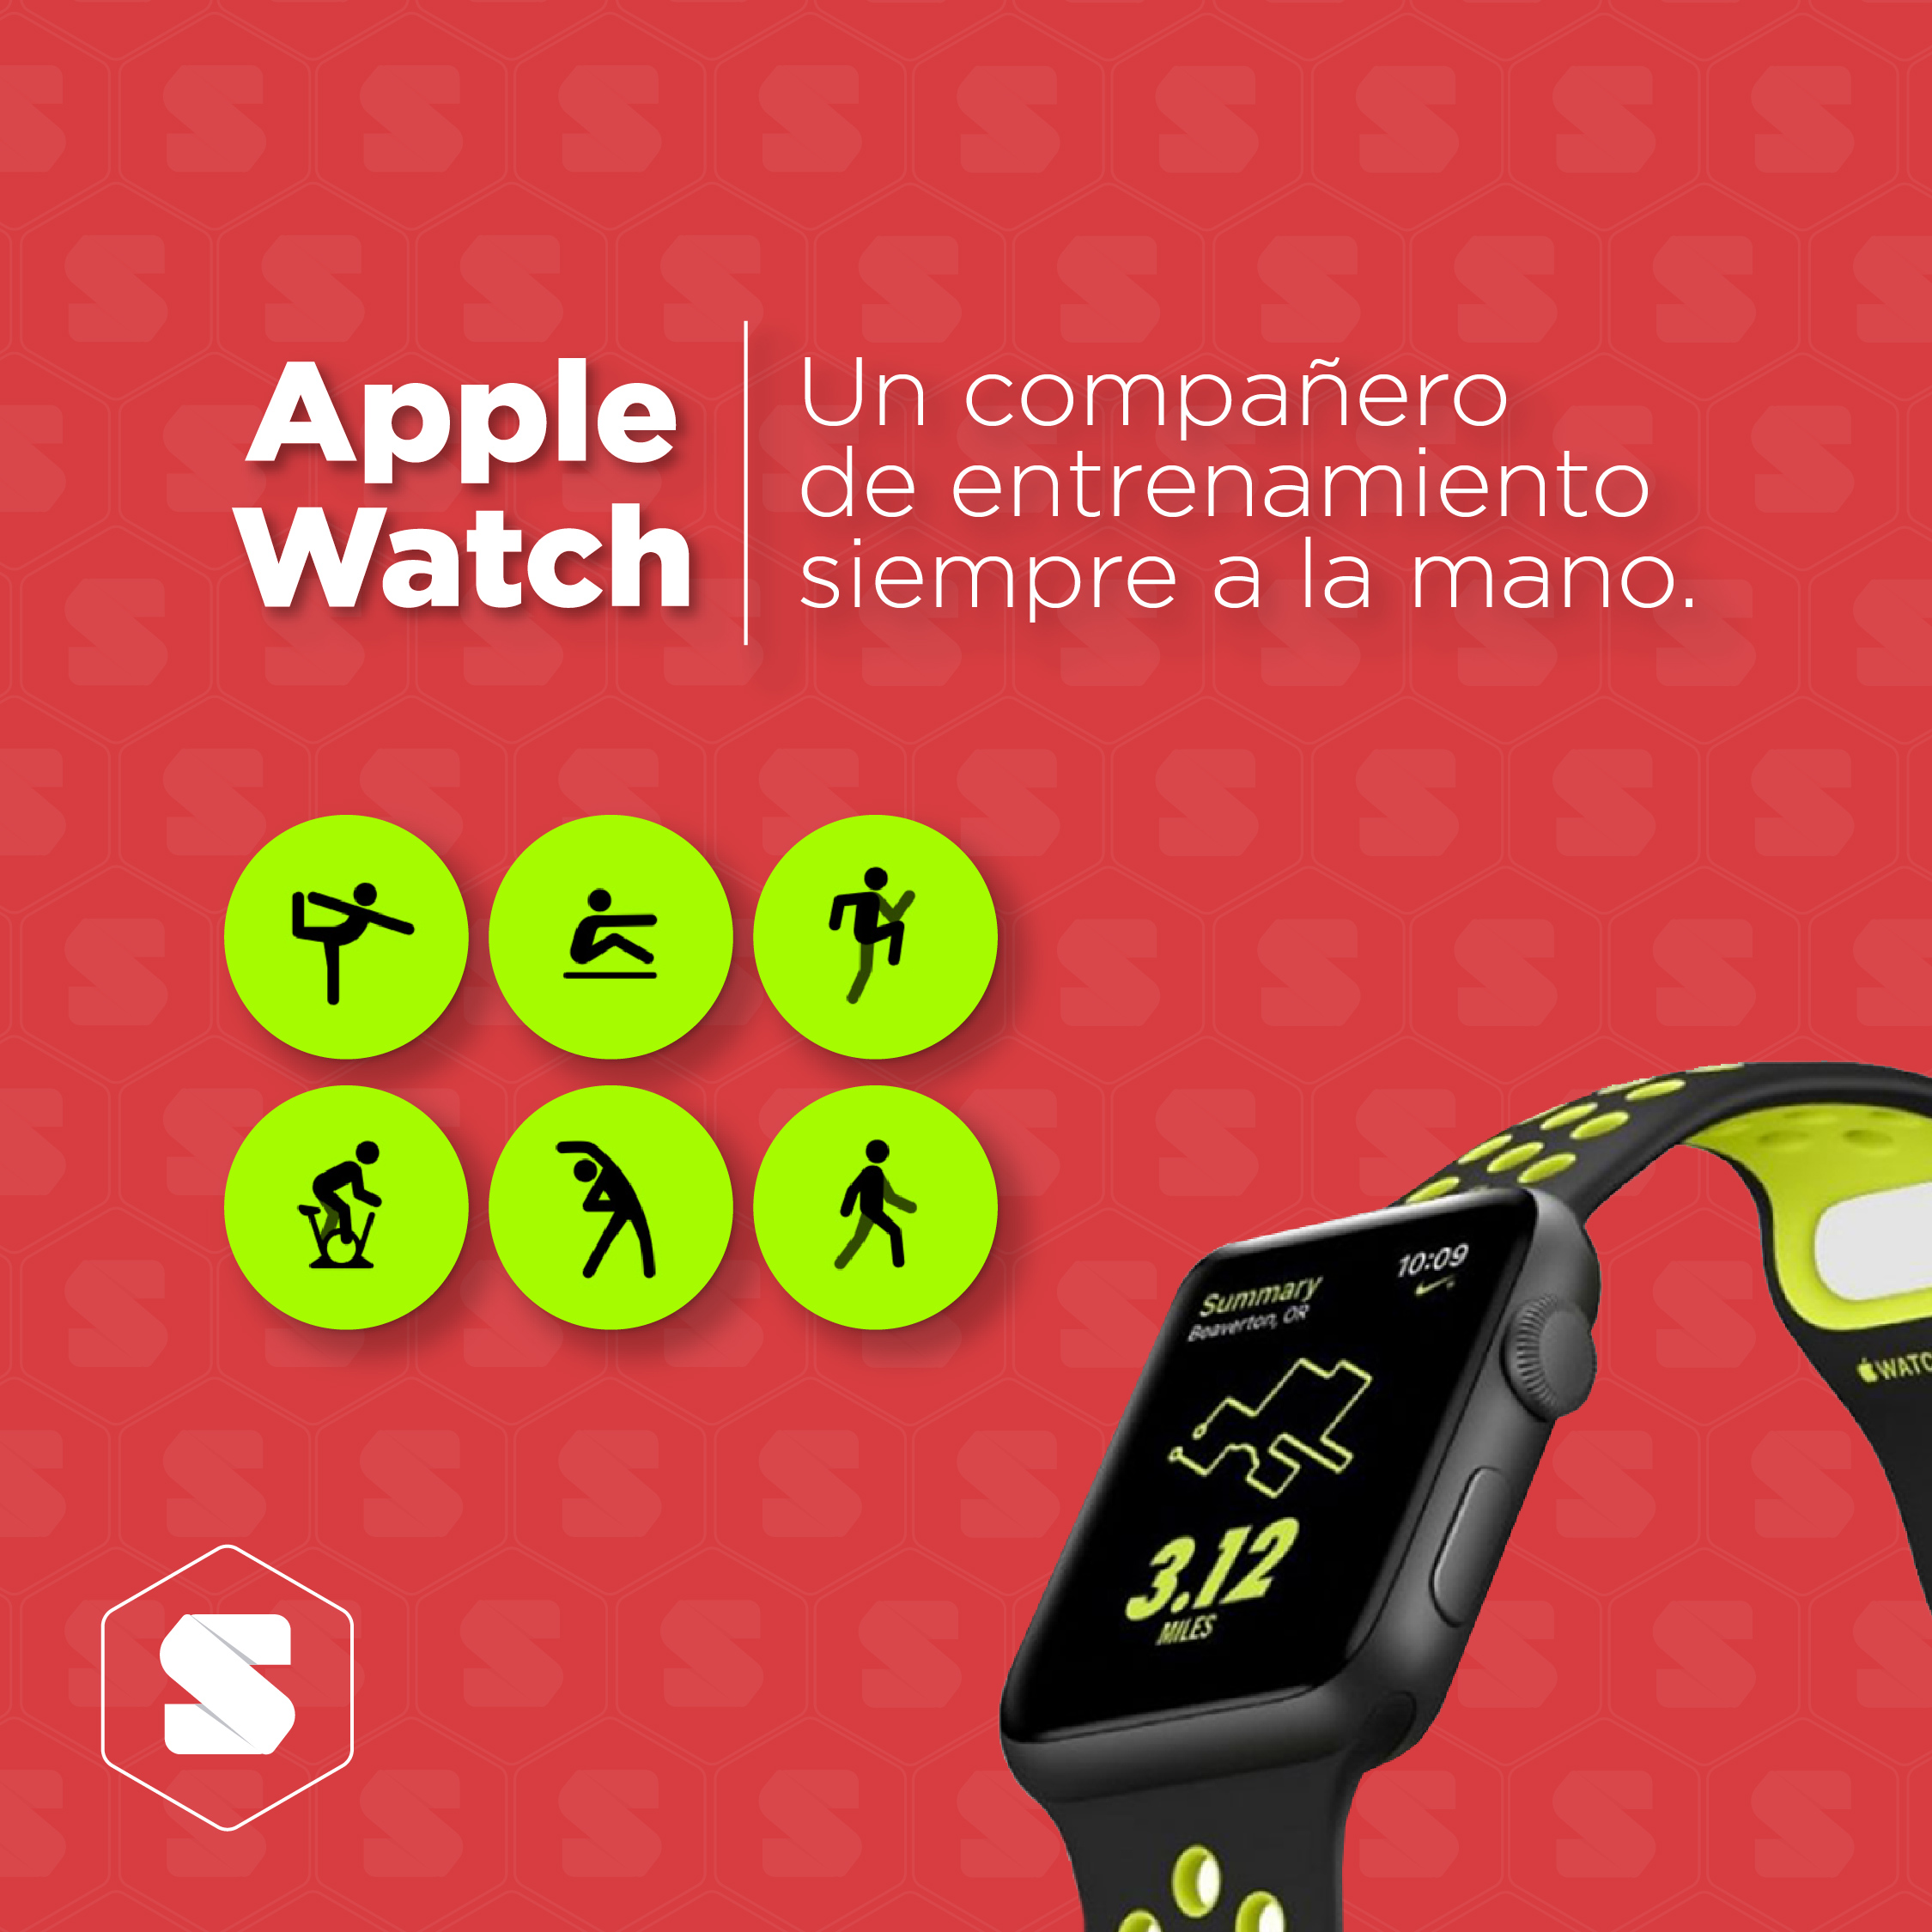 Apple
Watch
Un compañero
de entrenamiento
siempre a la mano.
10:09
Summary
Beaverton, OR
3.12
MILES
WATC
S